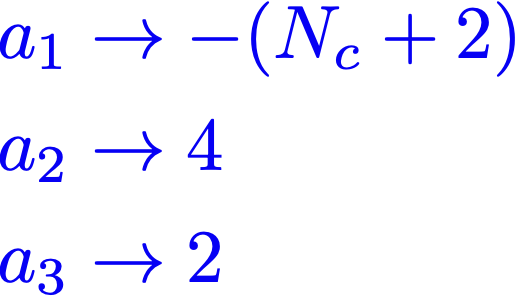 a₁ → −(N_c + 2)
a₂ → 4
a₃ → 2